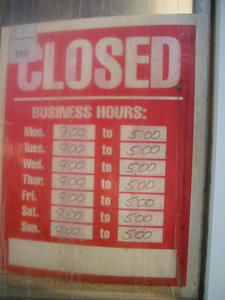 CLOSED
BUSINESS HOURS:
Mon. 9:00 to 5:00
Tues. 9:00 to 5:00
Wed. 9:00 to 5:00
Thur. 9:00 to 5:00
Fri. 9:00 to 5:00
Sat. 9:00 to 5:00
Sun. 9:00 to 5:00